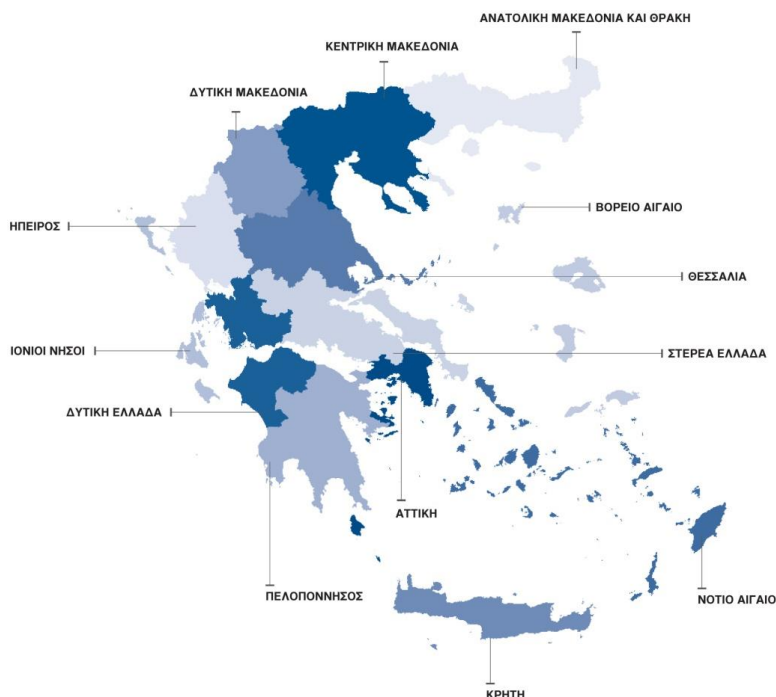 ΑΝΑΤΟΛΙΚΗ ΜΑΚΕΔΟΝΙΑ ΚΑΙ ΘΡΑΚΗ
ΚΕΝΤΡΙΚΗ ΜΑΚΕΔΟΝΙΑ
ΔΥΤΙΚΗ ΜΑΚΕΔΟΝΙΑ
ΒΟΡΕΙΟ ΑΙΓΑΙΟ
ΗΠΕΙΡΟΣ
ΘΕΣΣΑΛΙΑ
ΙΟΝΙΟΙ ΝΗΣΟΙ
ΣΤΕΡΕΑ ΕΛΛΑΔΑ
ΔΥΤΙΚΗ ΕΛΛΑΔΑ
ΑΤΤΙΚΗ
ΠΕΛΟΠΟΝΝΗΣΟΣ
ΝΟΤΙΟ ΑΙΓΑΙΟ
ΚΡΗΤΗ